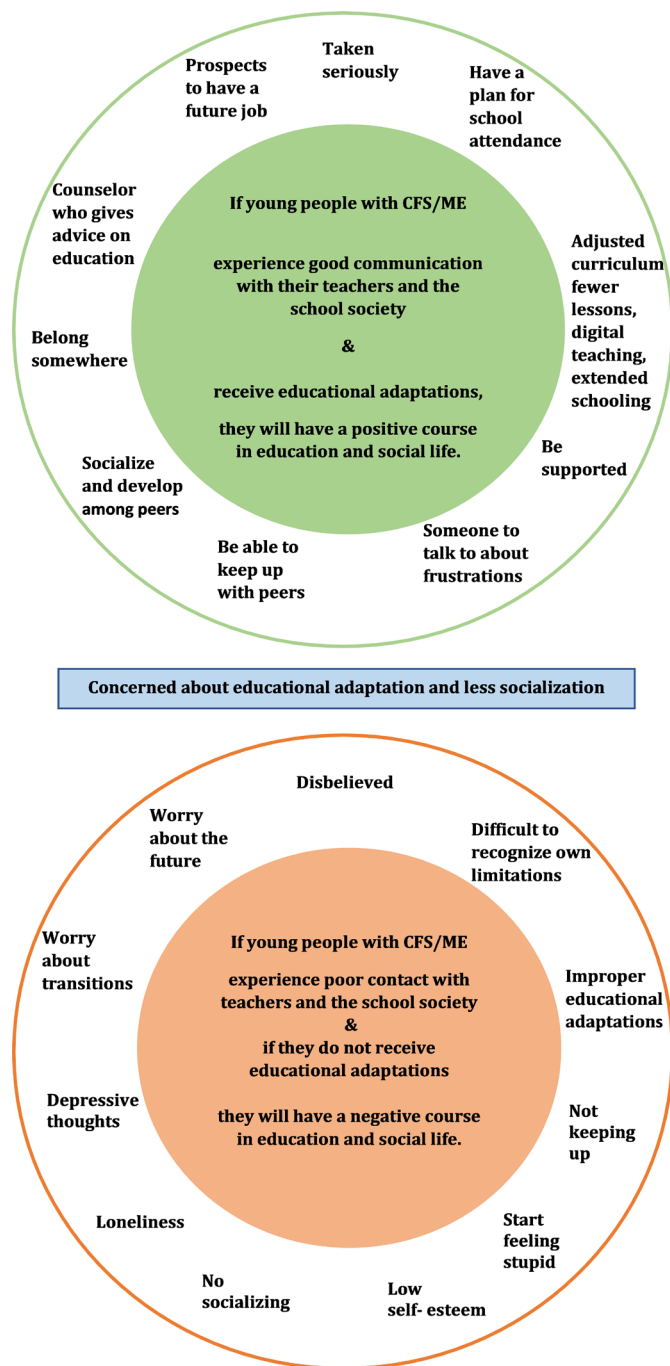 Taken
seriously
Prospects
to have a
future job
Have a
plan for
school
attendance
Counselor
who gives
advice on
education
If young people with CFS/ME
experience good communication
with their teachers and the
school society
&
receive educational adaptations,
they will have a positive course
in education and social life.
Adjusted
curriculum
fewer
lessons,
digital
teaching,
extended
schooling
Belong
somewhere
Be
supported
Socialize
and develop
among peers
Someone to
talk to about
frustrations
Be able to
keep up
with peers
Concerned about educational adaptation and less socialization
Disbelieved
Worry
about the
future
Difficult to
recognize own
limitations
Worry
about
transitions
If young people with CFS/ME
experience poor contact with
teachers and the school society
&
if they do not receive
educational adaptations
they will have a negative course
in education and social life.
Improper
educational
adaptations
Depressive
thoughts
Not
keeping
up
Loneliness
Start
feeling
stupid
No
socializing
Low
self- esteem